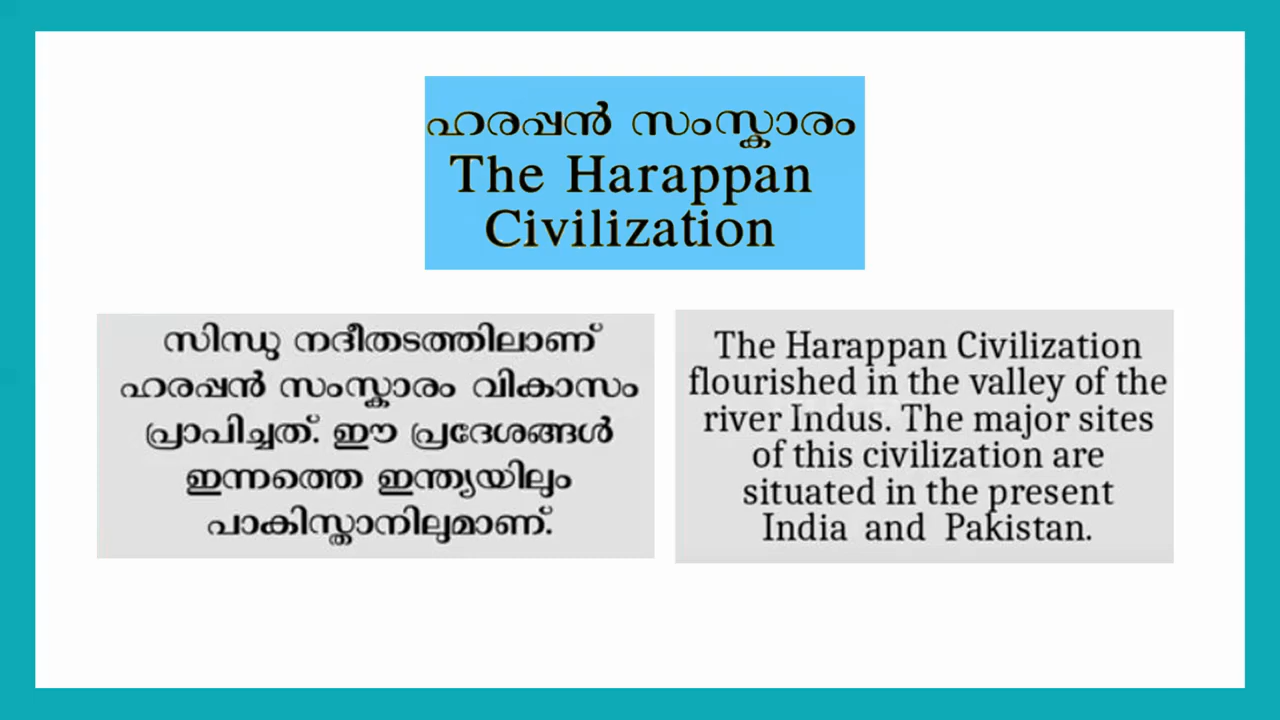 ഹരപ്പൻ സംസ്കാരം
The Harappan
Civilization
സിന്ധു നദീതടത്തിലാണ്
ഹരപ്പൻ സംസ്കാരം വികാസം
പ്രാപിച്ചത്. ഈ പ്രദേശങ്ങൾ
ഇന്നത്തെ ഇന്ത്യയിലും
പാകിസ്താനിലുമാണ്.
The Harappan Civilization
flourished in the valley of the
river Indus. The major sites
of this civilization are
situated in the present
India and Pakistan.